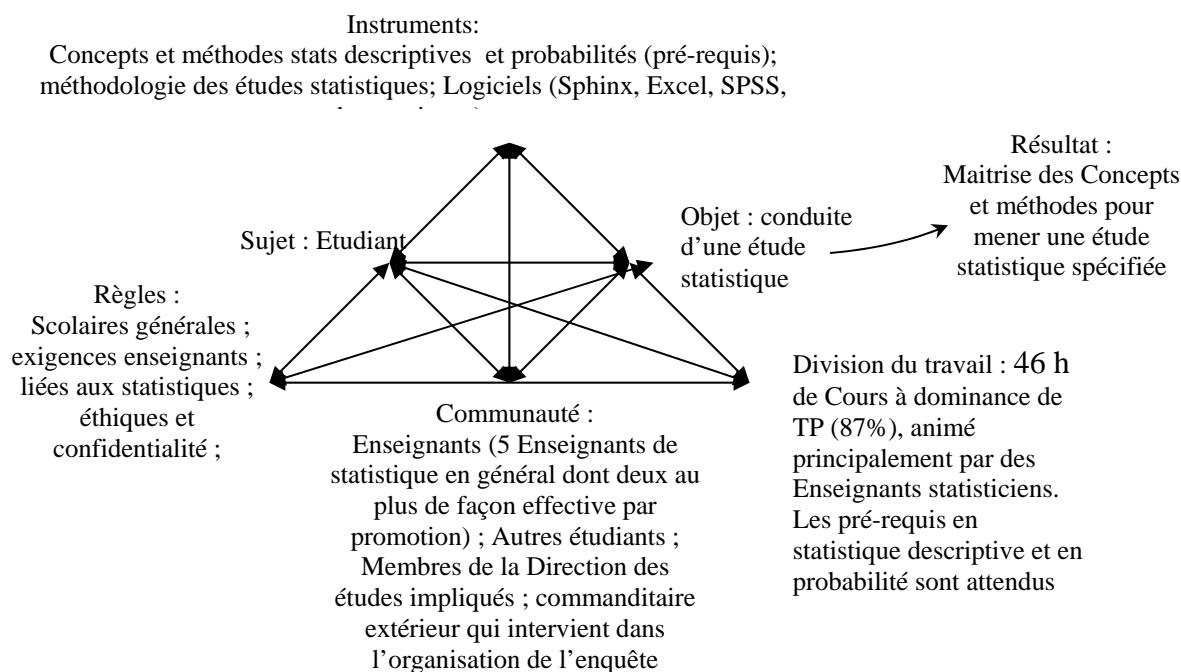 Instruments:
Concepts et méthodes stats descriptives et probabilités (pré-requis);
méthodologie des études statistiques; Logiciels (Sphinx, Excel, SPSS,
Résultat :
Maitrise des Concepts
et méthodes pour
mener une étude
statistique spécifiée
Sujet : Etudiant
Objet : conduite
d’une étude
statistique
Règles :
Scolaires générales ;
exigences enseignants ;
liées aux statistiques ;
éthiques et
confidentialité ;
Communauté :
Enseignants (5 Enseignants de
statistique en général dont deux au
plus de façon effective par
promotion) ; Autres étudiants ;
Membres de la Direction des
études impliqués ; commanditaire
extérieur qui intervient dans
l’organisation de l’enquête
Division du travail : 46 h
de Cours à dominance de
TP (87%), animé
principalement par des
Enseignants statisticiens.
Les pré-requis en
statistique descriptive et en
probabilité sont attendus